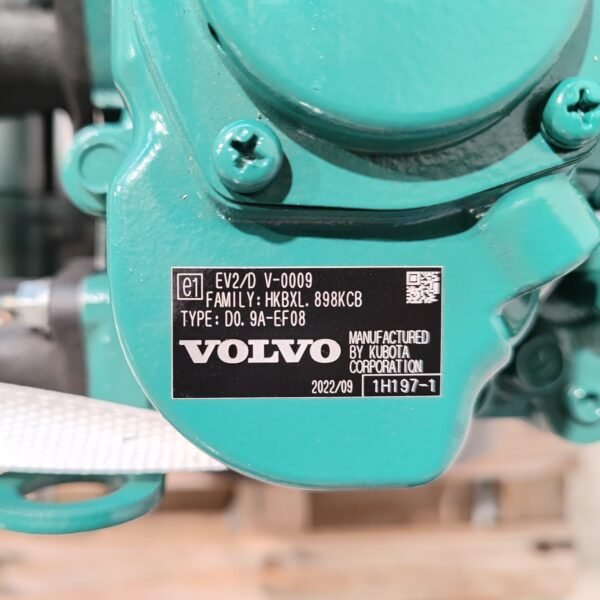 e1 EV2/D V-0009
FAMILY: HKBXL. 898KCB
TYPE: D0. 9A-EF08
VOLVO
MANUFACTURED
BY KUBOTA
CORPORATION
2022/09 1H197-1